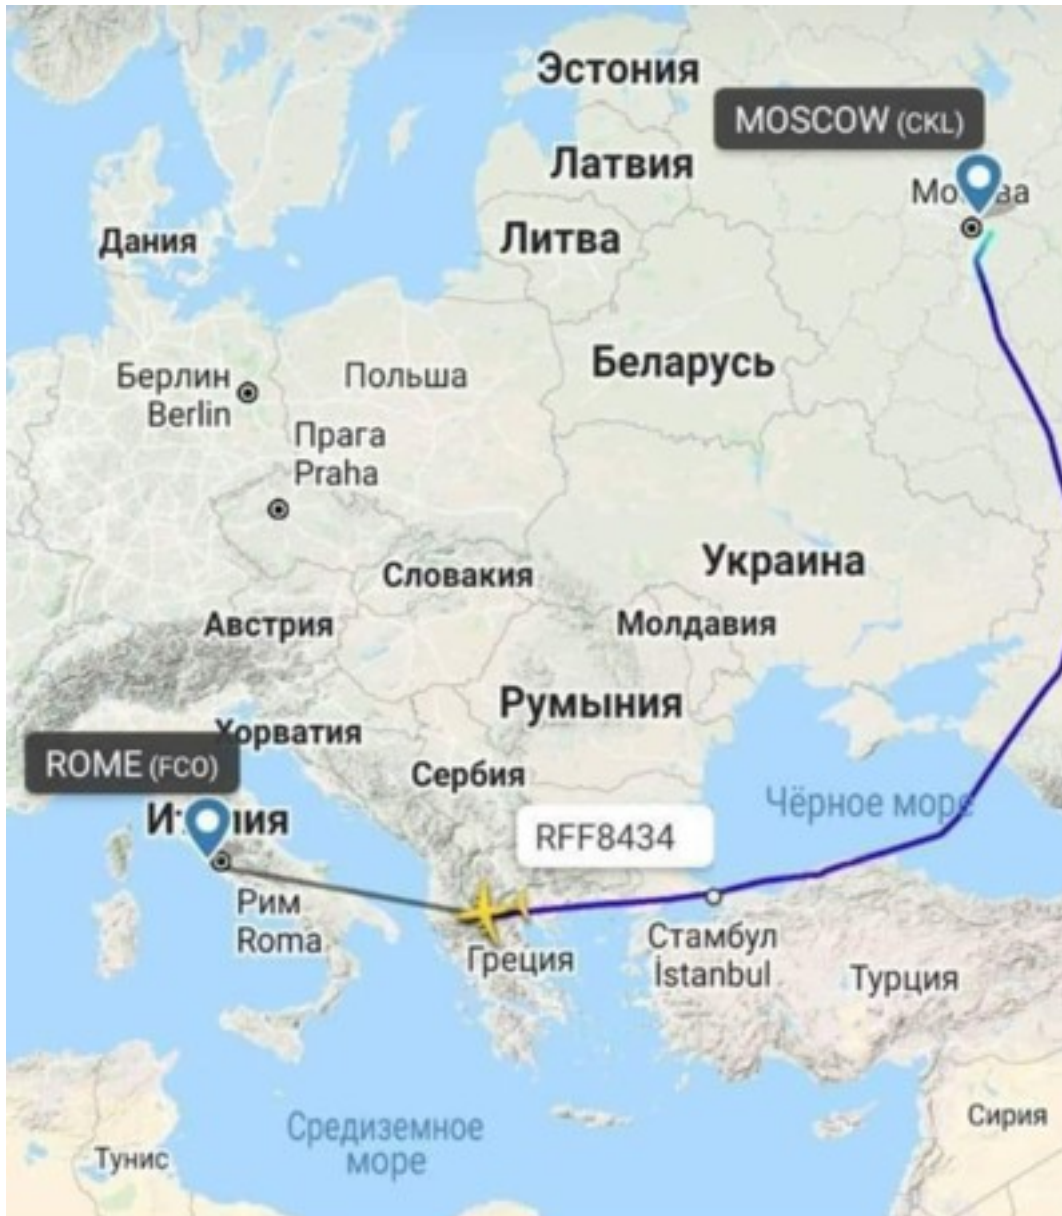 Эстония
MOSCOW (CKL)
Латвия
Дания
Литва
Беларусь
Берлин
Berlin
Польша
Прага
Praha
Украина
Словакия
Австрия
Молдавия
Румыния
Хорватия
ROME (FCO)
Сербия
Чёрное море
RFF8434
Рим
Roma
Греция
Стамбул
İstanbul
Турция
Средиземное
море
Сирия
Тунис